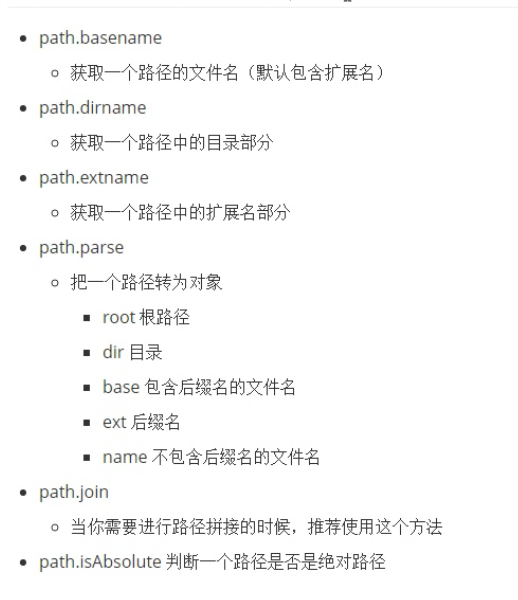 path.basename
获取一个路径的文件名（默认包含扩展名）
path.dirname
获取一个路径中的目录部分
path.extname
获取一个路径中的扩展名部分
path.parse
把一个路径转为对象
root 根路径
dir 目录
base 包含后缀名的文件名
ext 后缀名
name 不包含后缀名的文件名
path.join
当你需要进行路径拼接的时候，推荐使用这个方法
path.isAbsolute 判断一个路径是否是绝对路径